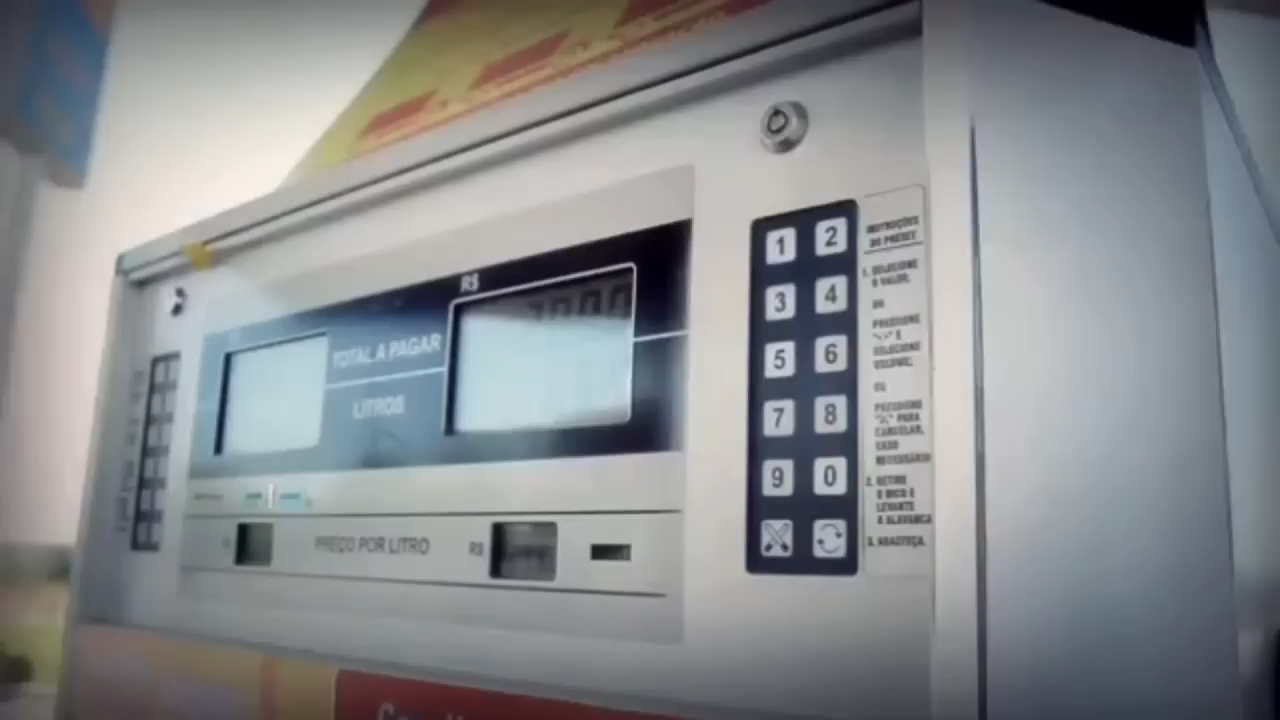 R$
TOTAL A PAGAR
LITROS
PREÇO POR LITRO
R$
1 2
3 4
5 6
7 8
9 0
INSTRUÇÕES
DO PRESET
1. SELECIONE
O VALOR,
OU
PRESSIONE
E
SELECIONE
VOLUME;
OU
PRESSIONE
PARA
CANCELAR,
CASO
NECESSÁRIO
2. RETIRE
O BICO E
LEVANTE
A ALAVANCA
3. ABASTEÇA.